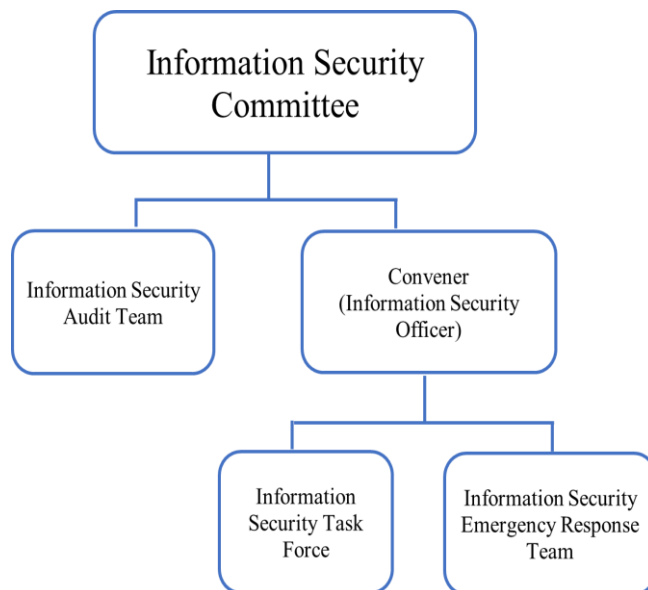 Information Security
Committee
Information Security
Audit Team
Convener
(Information Security
Officer)
Information
Security Task
Force
Information Security
Emergency Response
Team